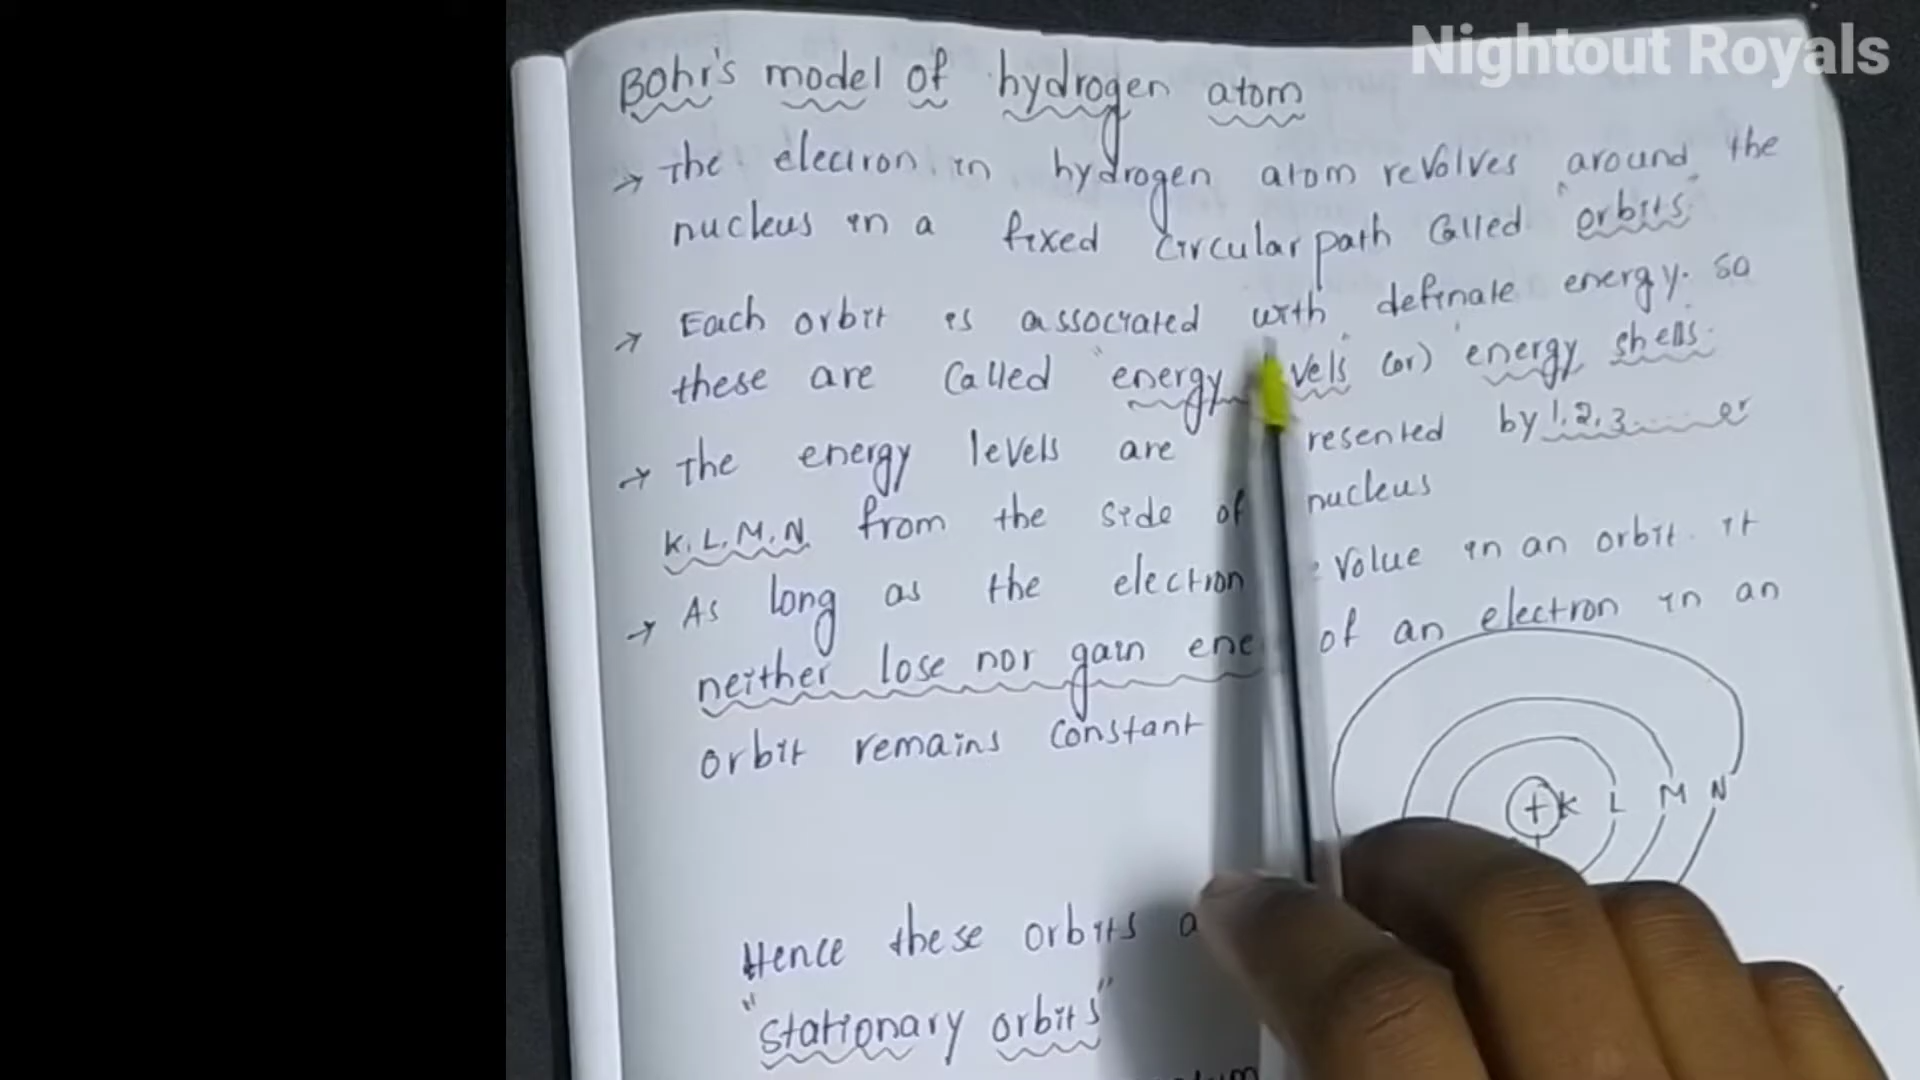 Nightout Royals
Bohr's model of hydrogen atom
→ The elecrron in hydrogen atom revolves around the
nucleus in a fixed circular path called "orbits"
→ Each orbit is associated with definate energy. so
these are called "energy vels" (or) 'energy shells'.
→ The energy levels are resented by 1, 2, 3...... or
K, L, M, N from the side of nucleus
→ As long as the electron volue in an orbit. it
neither lose nor gain ene of an electron in an
orbit remains constant
+ K L M N
Hence these orbits a
"stationary orbits"